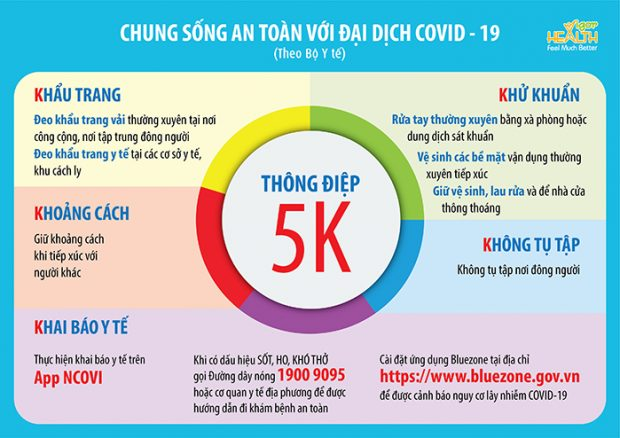 CHUNG SỐNG AN TOÀN VỚI ĐẠI DỊCH COVID - 19
(Theo Bộ Y tế)
Vigor
HEALTH
Feel Much Better
KHẨU TRANG
Đeo khẩu trang vải thường xuyên tại nơi
công cộng, nơi tập trung đông người
Đeo khẩu trang y tế tại các cơ sở y tế,
khu cách ly
KHỬ KHUẨN
Rửa tay thường xuyên bằng xà phòng hoặc
dung dịch sát khuẩn
Vệ sinh các bề mặt vận dụng thường
xuyên tiếp xúc
Giữ vệ sinh, lau rửa và để nhà cửa
thông thoáng
THÔNG ĐIỆP
5K
KHOẢNG CÁCH
Giữ khoảng cách
khi tiếp xúc với
người khác
KHÔNG TỤ TẬP
Không tụ tập nơi đông người
KHAI BÁO Y TẾ
Thực hiện khai báo y tế trên
App NCOVI
Khi có dấu hiệu SỐT, HO, KHÓ THỞ
gọi Đường dây nóng 1900 9095
hoặc cơ quan y tế địa phương để được
hướng dẫn đi khám bệnh an toàn
Cài đặt ứng dụng Bluezone tại địa chỉ
https://www.bluezone.gov.vn
để được cảnh báo nguy cơ lây nhiễm COVID-19